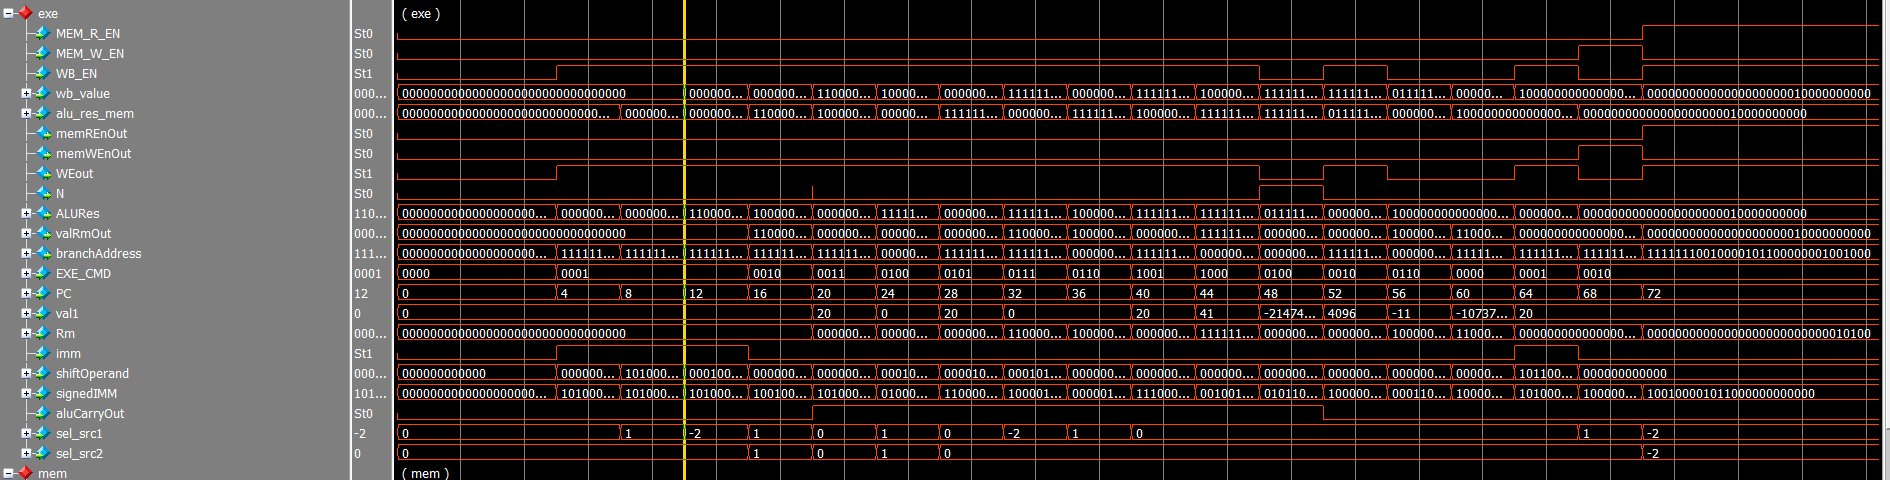 exe ( exe )
MEM_R_EN St0
MEM_W_EN St0
WB_EN St1
wb_value 000... 00000000000000000000000000000000 000000... 000000... 110000... 10000... 000000... 111111... 000000... 111111... 100000... 111111... 111111... 011111... 00000... 100000000000000... 00000000000000000000010000000000
alu_res_mem 000... 000000000000000000000000000... 000000... 000000... 110000... 100000... 00000... 111111... 000000... 111111... 100000... 111111... 111111... 011111... 000000... 100000000000000... 00000000000000000000010000000000
memREnOut St0
memWEnOut St0
WEout St1
N St0
ALURes 110... 0000000000000000000... 000000... 000000... 110000... 100000... 000000... 11111... 000000... 111111... 100000... 111111... 111111... 011111... 000000... 10000000000000... 000000... 00000000000000000000010000000000
valRmOut 000... 00000000000000000000000000000000 110000... 000000... 00000... 000000... 110000... 100000... 000000... 111111... 000000... 000000... 100000... 11000... 00000000000000... 00000000000000000000010000000000
branchAddress 111... 0000000000000000000... 111111... 111111... 111111... 111111... 111111... 00000... 111111... 111111... 000000... 111111... 000000... 000000... 111111... 000000... 11111... 111111... 111111... 11111110010000101100000001001000
EXE_CMD 0001 0000 0001 0010 0011 0100 0101 0111 0110 1001 1000 0100 0010 0110 0000 0001 0010
PC 12 0 4 8 12 16 20 24 28 32 36 40 44 48 52 56 60 64 68 72
val1 0 0 20 0 20 0 20 41 -21474... 4096 -11 -10737... 20
Rm 000... 00000000000000000000000000000000 000000... 00000... 000000... 110000... 100000... 000000... 111111... 000000... 000000... 100000... 11000... 00000000000000... 00000000000000000000000000010100
imm St1
shiftOperand 000... 000000000000 000000... 101000... 000100... 000000... 000000... 00010... 000010... 000101... 000000... 000000... 000000... 000000... 000000... 000000... 00000... 101100... 000000000000
signedIMM 101... 0000000000000000000... 101000... 101000... 101000... 100100... 101000... 01000... 110000... 100001... 000001... 111000... 001001... 010110... 100000... 000110... 10000... 101000... 100000... 100100001011000000000000
aluCarryOut St0
sel_src1 -2 0 1 -2 1 0 1 0 -2 1 0 1 -2
sel_src2 0 0 1 0 1 0 -2
mem ( mem )